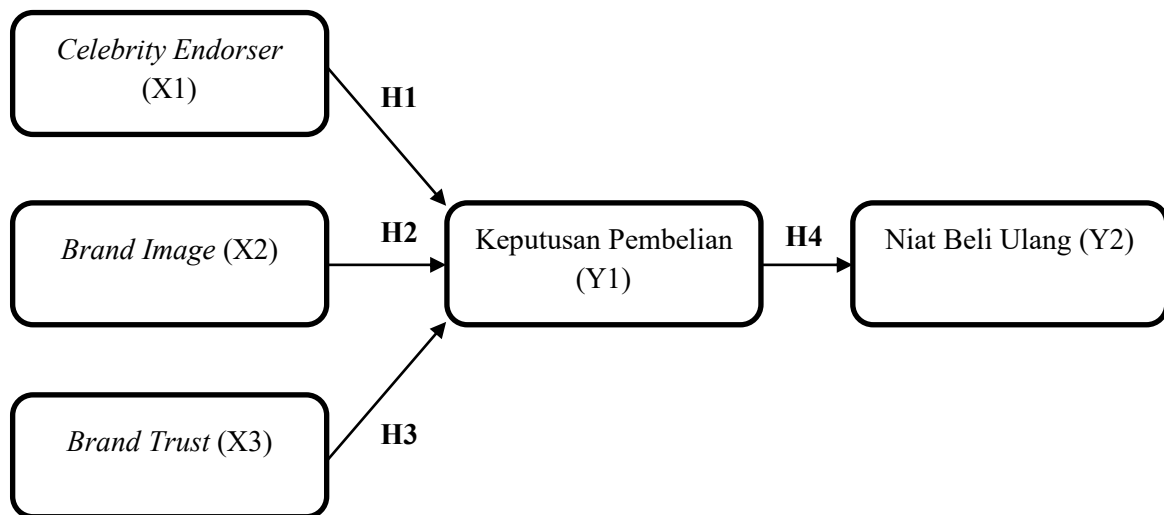 Celebrity Endorser
(X1)
H1
Brand Image (X2)
H2
Keputusan Pembelian
(Y1)
H4
Niat Beli Ulang (Y2)
Brand Trust (X3)
H3